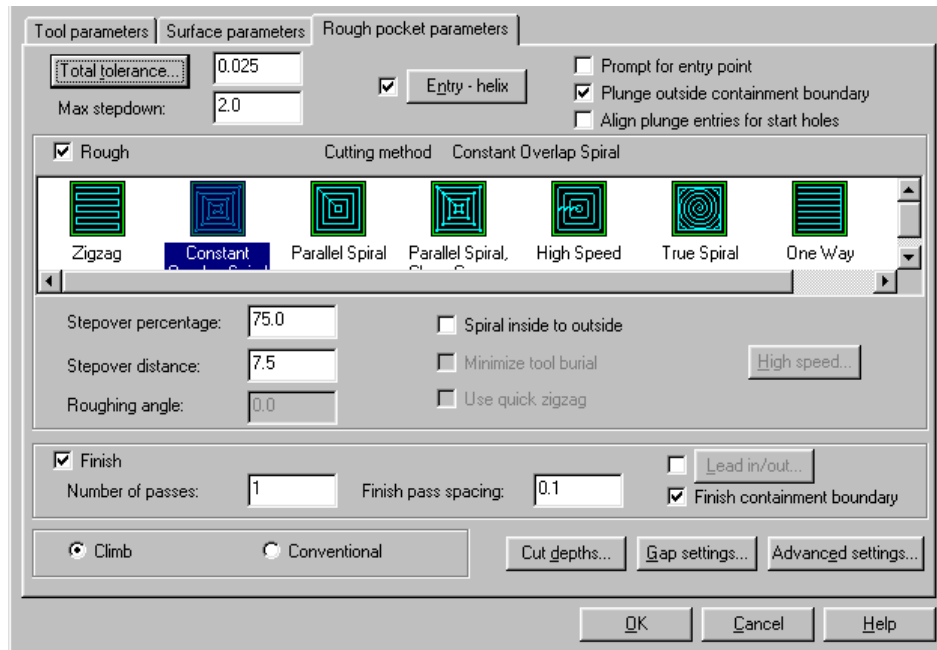 Tool parameters Surface parameters Rough pocket parameters
Total tolerance... 0.025 Prompt for entry point
Entry - helix Plunge outside containment boundary
Max stepdown: 2.0 Align plunge entries for start holes
Rough Cutting method Constant Overlap Spiral
Zigzag Constant Parallel Spiral Parallel Spiral, High Speed True Spiral One Way
Stepover percentage: 75.0 Spiral inside to outside
Stepover distance: 7.5 Minimize tool burial High speed...
Roughing angle: 0.0 Use quick zigzag
Finish Lead in/out...
Number of passes: 1 Finish pass spacing: 0.1 Finish containment boundary
Climb Conventional Cut depths... Gap settings... Advanced settings...
OK Cancel Help